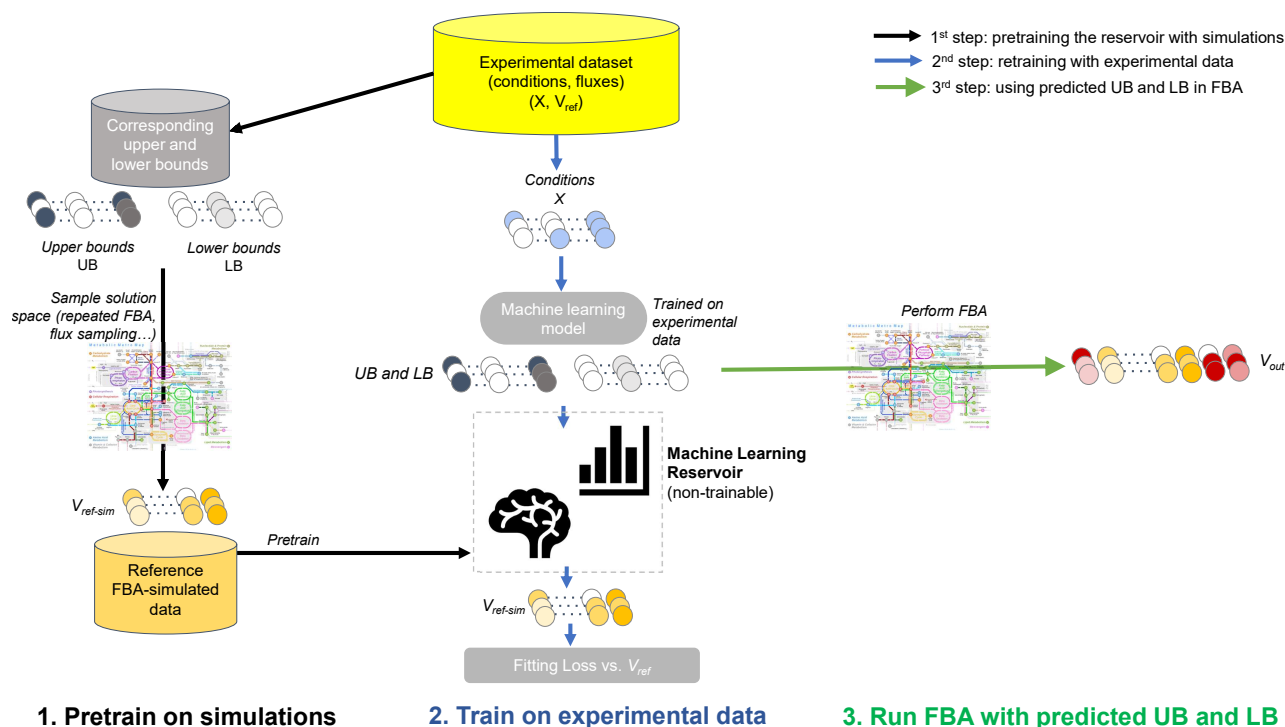 1st step: pretraining the reservoir with simulations
2nd step: retraining with experimental data
3rd step: using predicted UB and LB in FBA
Experimental dataset
(conditions, fluxes)
(X, Vref)
Corresponding
upper and
lower bounds
Upper bounds
UB
Lower bounds
LB
Conditions
X
Sample solution
space (repeated FBA,
flux sampling…)
Machine learning
model
Trained on
experimental
data
UB and LB
Perform FBA
Vout
Machine Learning
Reservoir
(non-trainable)
Vref-sim
Reference
FBA-simulated
data
Pretrain
Vref-sim
Fitting Loss vs. Vref
1. Pretrain on simulations
2. Train on experimental data
3. Run FBA with predicted UB and LB